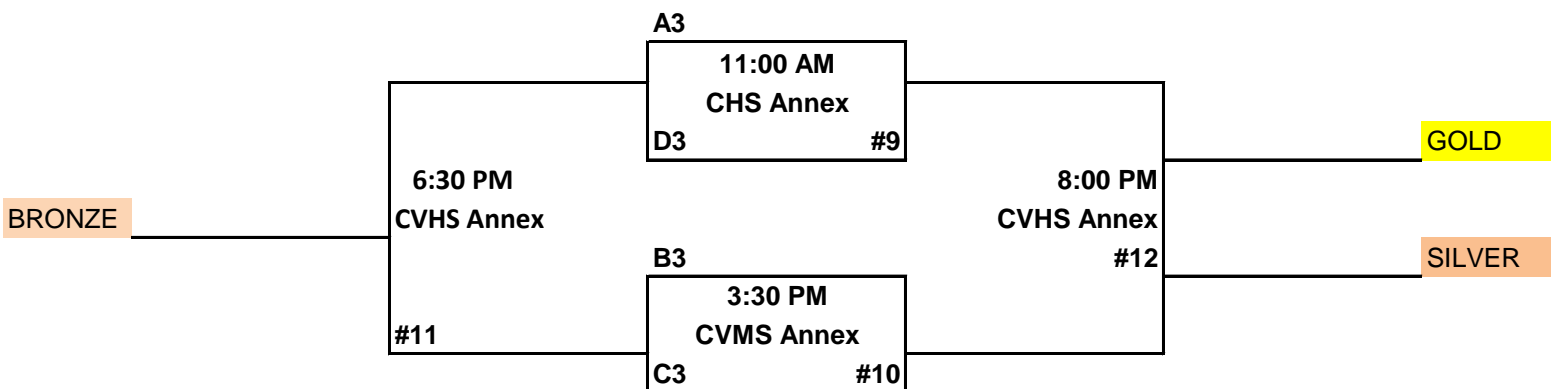 A3
11:00 AM
CHS Annex
D3 #9
GOLD
6:30 PM
8:00 PM
BRONZE
CVHS Annex
CVHS Annex
B3
#12
SILVER
3:30 PM
#11
CVMS Annex
C3 #10